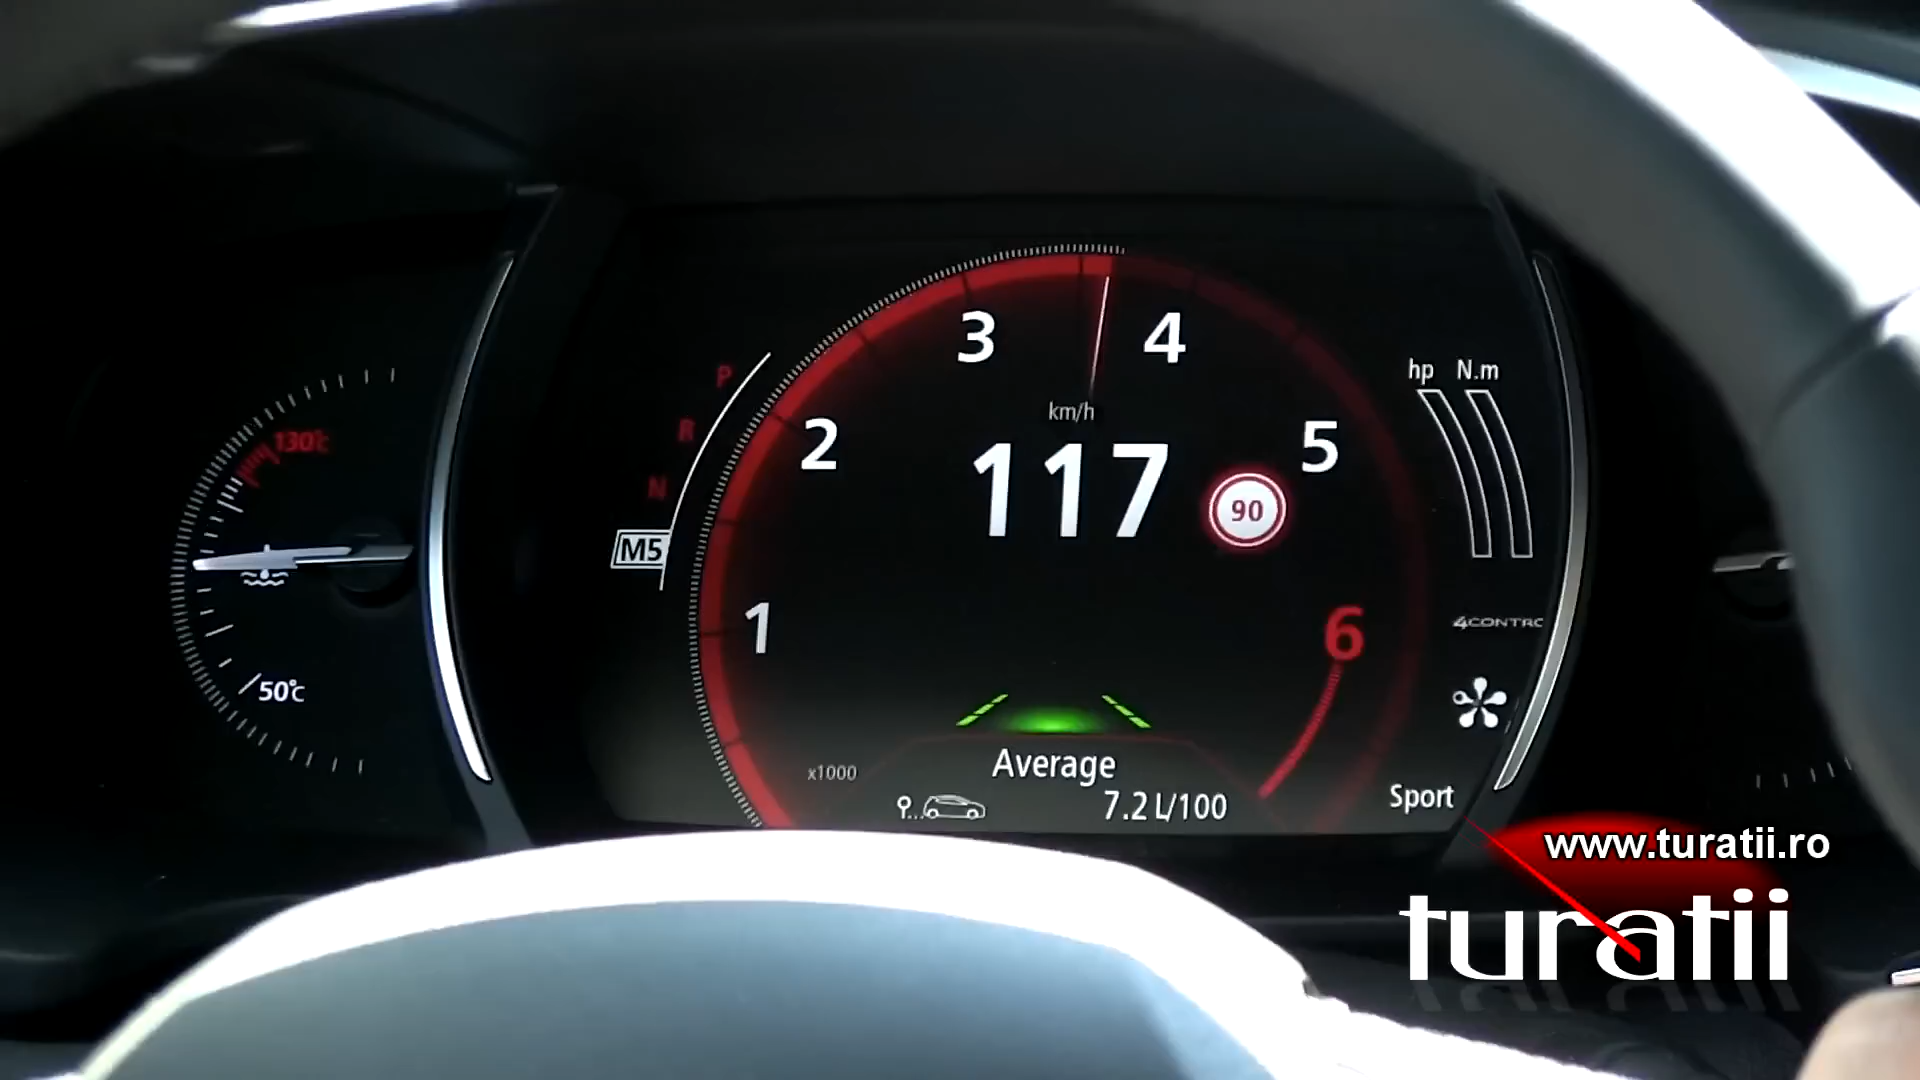 130°c
50°c
P
R
N
M5
1
2
3
4
5
6
km/h
117
90
hp N.m
4CONTRO
Sport
x1000
Average
7.2 L/100
www.turatii.ro
turatii